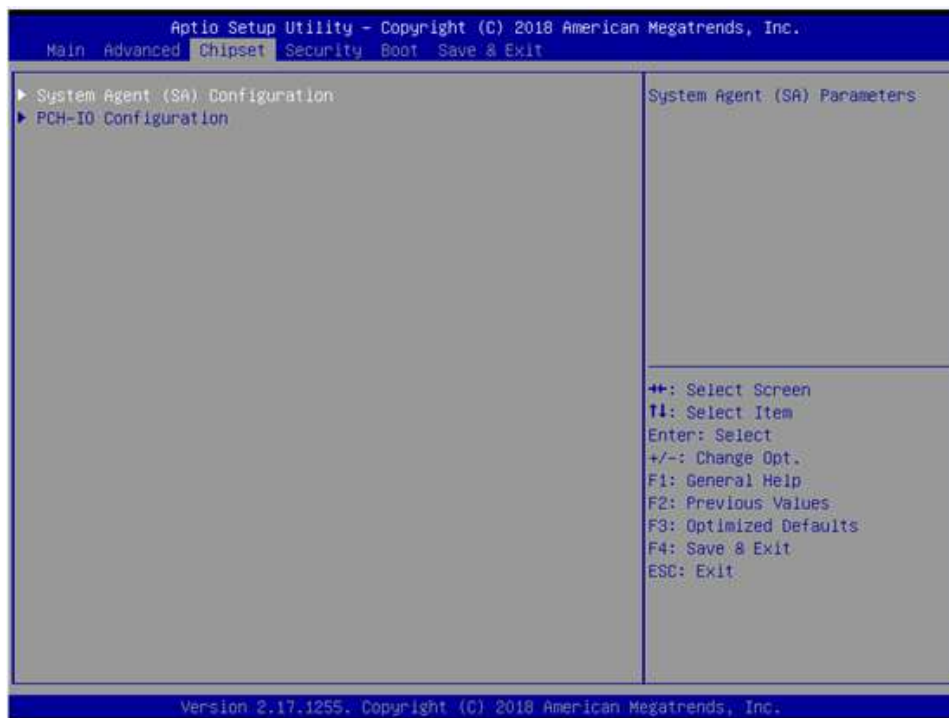 Aptio Setup Utility – Copyright (C) 2018 American Megatrends, Inc.
Main Advanced Chipset Security Boot Save & Exit
System Agent (SA) Configuration
PCH-IO Configuration
System Agent (SA) Parameters
→←: Select Screen
↑↓: Select Item
Enter: Select
+/-: Change Opt.
F1: General Help
F2: Previous Values
F3: Optimized Defaults
F4: Save & Exit
ESC: Exit
Version 2.17.1255. Copyright (C) 2018 American Megatrends, Inc.